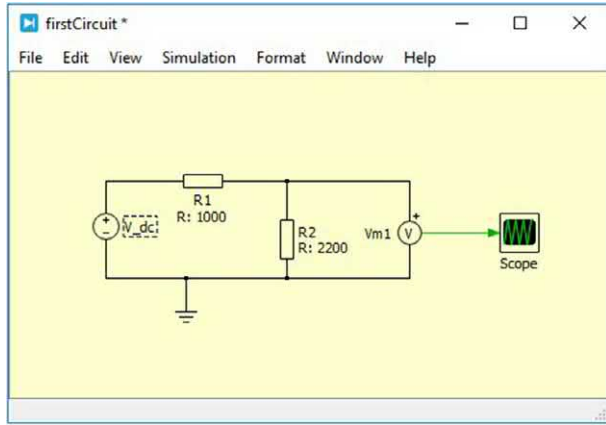 firstCircuit *
File Edit View Simulation Format Window Help
R1
R: 1000
V_dc
R2
R: 2200
Vm1
V
Scope